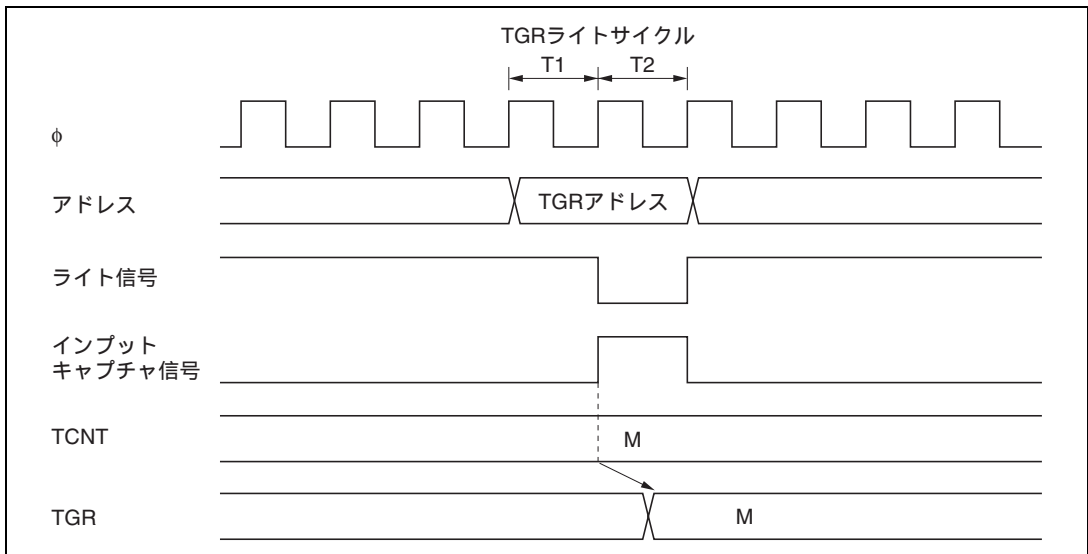 TGRライトサイクル
T1
T2
φ
アドレス
TGRアドレス
ライト信号
インプット
キャプチャ信号
TCNT
M
TGR
M